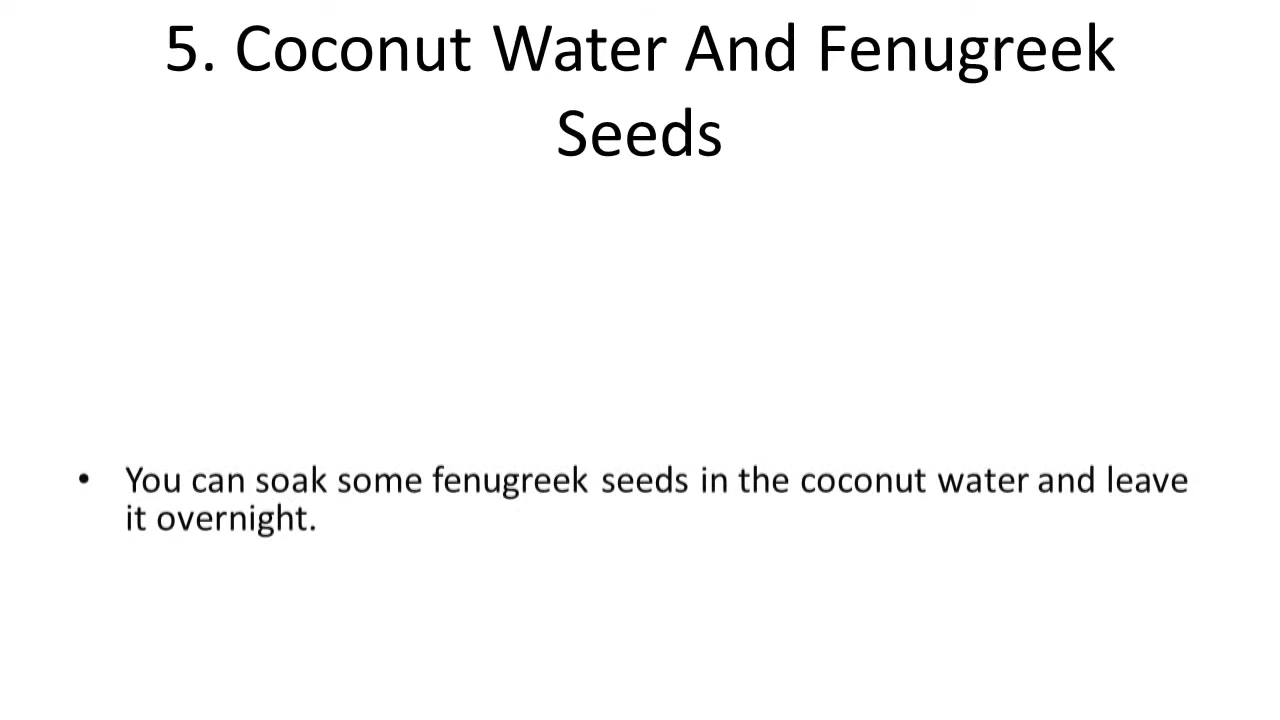 5. Coconut Water And Fenugreek
Seeds
• You can soak some fenugreek seeds in the coconut water and leave
it overnight.